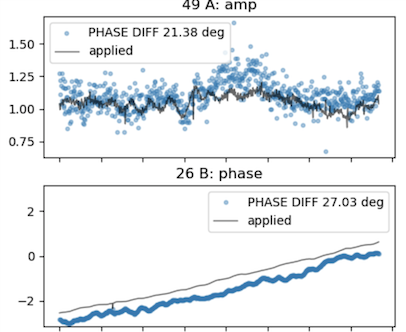 49 A: amp
PHASE DIFF 21.38 deg
applied
1.50
1.25
1.00
0.75
26 B: phase
PHASE DIFF 27.03 deg
applied
2
0
−2